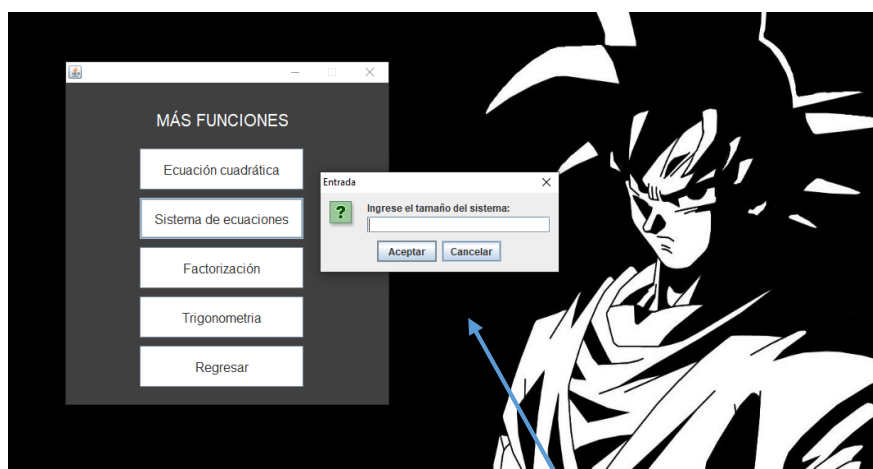 MÁS FUNCIONES
Ecuación cuadrática
Sistema de ecuaciones
Factorización
Trigonometria
Regresar
Entrada
?
Ingrese el tamaño del sistema:
Aceptar Cancelar